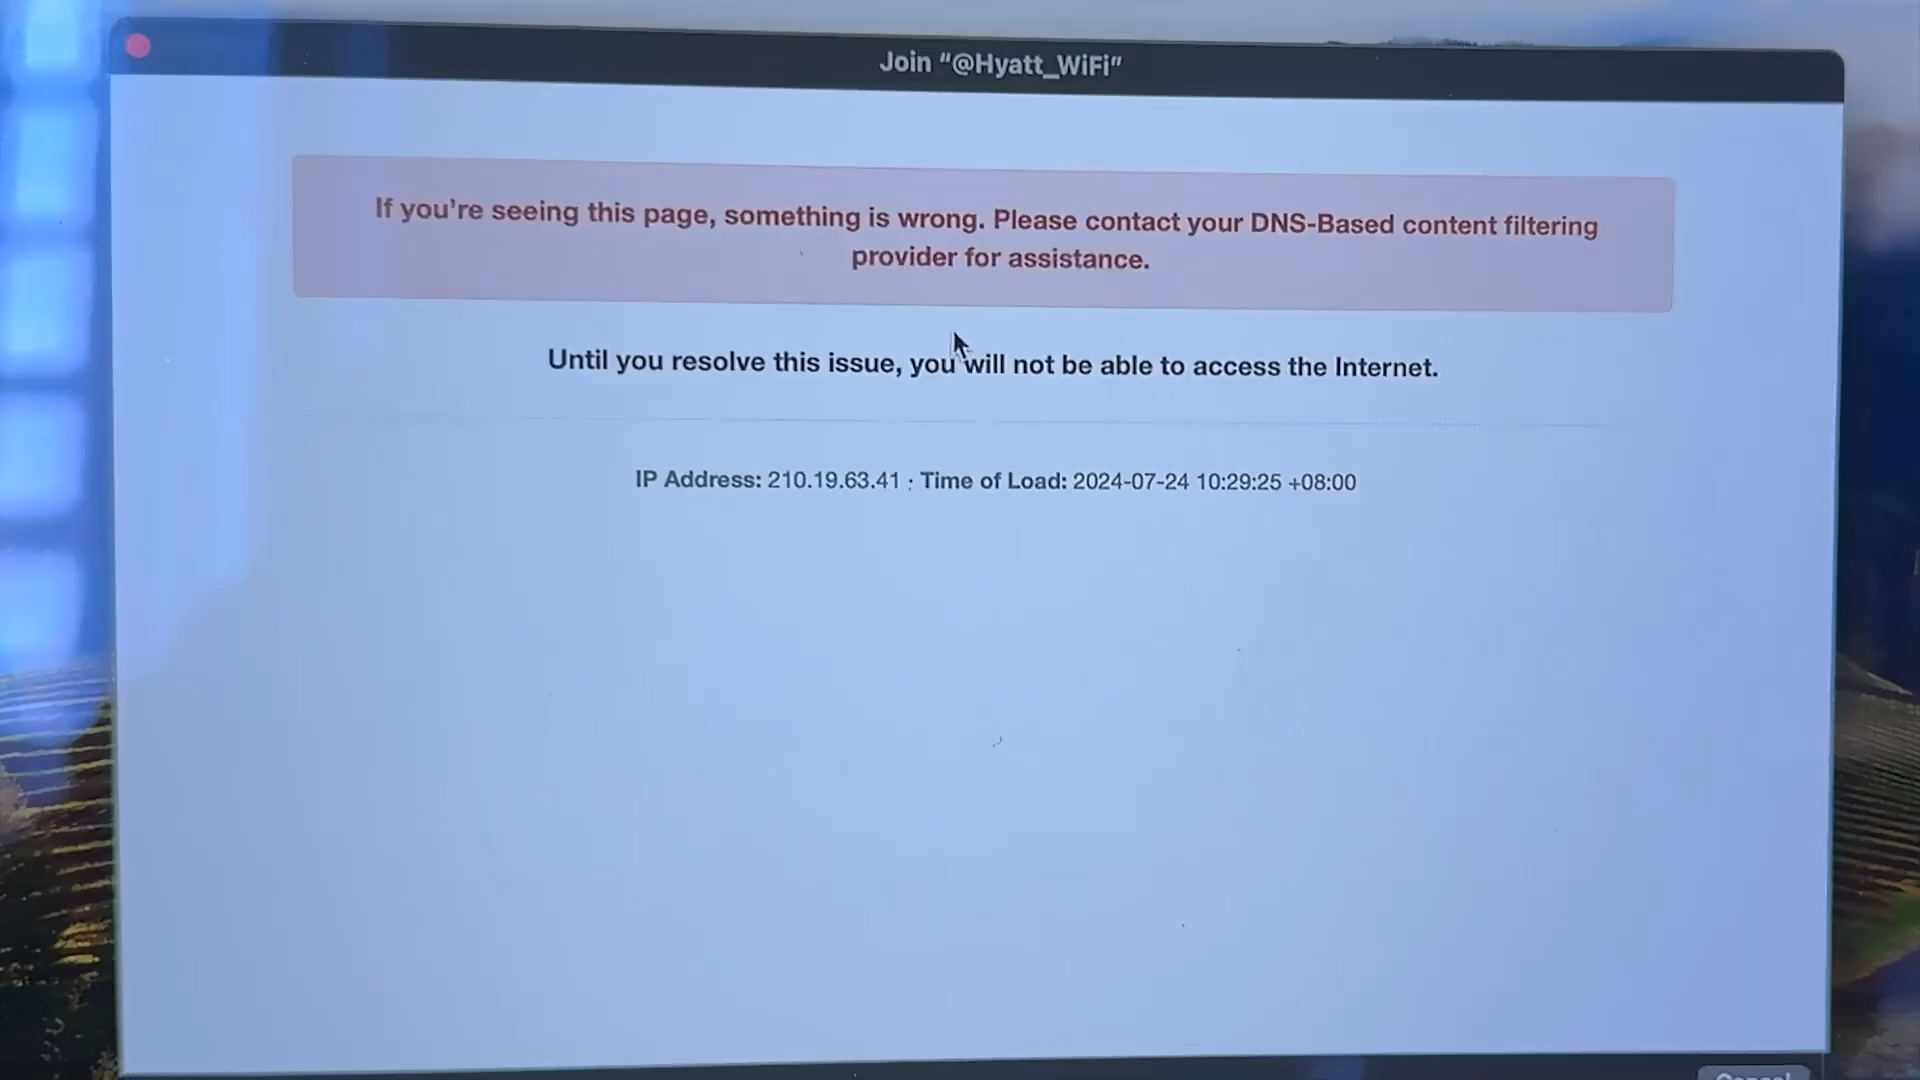 Join “@Hyatt_WiFi”
If you’re seeing this page, something is wrong. Please contact your DNS-Based content filtering
provider for assistance.
Until you resolve this issue, you will not be able to access the Internet.
IP Address: 210.19.63.41 : Time of Load: 2024-07-24 10:29:25 +08:00
Cancel